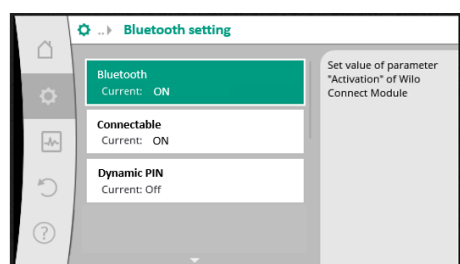 ..▸ Bluetooth setting
Bluetooth
Current: ON
Connectable
Current: ON
Dynamic PIN
Current: Off
Set value of parameter
"Activation" of Wilo
Connect Module
?